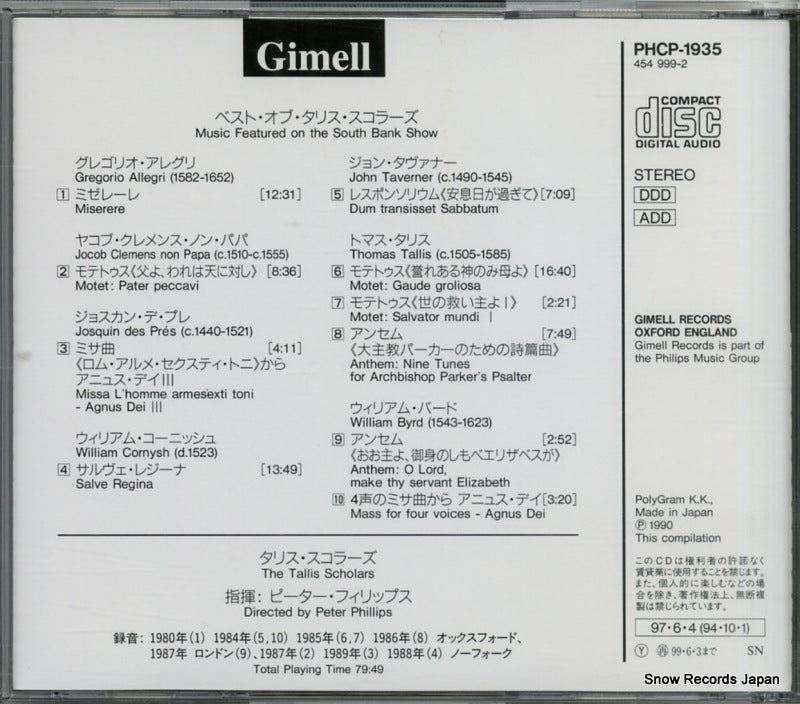 Gimell
ベスト・オブ・タリス・スコラーズ
Music Featured on the South Bank Show
グレゴリオ・アレグリ
Gregorio Allegri (1582-1652)
1 ミゼレーレ [12:31]
Miserere
ヤコブ・クレメンス・ノン・パパ
Jocob Clemens non Papa (c.1510-c.1555)
2 モテトゥス《父よ、われは天に対し》 [8:36]
Motet: Pater peccavi
ジョスカン・デ・プレ
Josquin des Prés (c.1440-1521)
3 ミサ曲 [4:11]
《ロム・アルメ・セクスティ・トニ》から
アニュス・デイIII
Missa L'homme armesexti toni
- Agnus Dei III
ウィリアム・コーニッシュ
William Cornysh (d.1523)
4 サルヴェ・レジーナ [13:49]
Salve Regina
ジョン・タヴァナー
John Taverner (c.1490-1545)
5 レスポンソリウム《安息日が過ぎて》[7:09]
Dum transisset Sabbatum
トマス・タリス
Thomas Tallis (c.1505-1585)
6 モテトゥス《誉れある神のみ母よ》 [16:40]
Motet: Gaude groliosa
7 モテトゥス《世の救い主よ I》 [2:21]
Motet: Salvator mundi I
8 アンセム [7:49]
《大主教パーカーのための詩篇曲》
Anthem: Nine Tunes
for Archbishop Parker's Psalter
ウィリアム・バード
William Byrd (1543-1623)
9 アンセム [2:52]
《おお主よ、御身のしもべエリザベスが》
Anthem: O Lord,
make thy servant Elizabeth
10 4声のミサ曲から アニュス・デイ[3:20]
Mass for four voices - Agnus Dei
タリス・スコラーズ
The Tallis Scholars
指揮: ピーター・フィリップス
Directed by Peter Phillips
録音: 1980年(1) 1984年(5,10) 1985年(6,7) 1986年(8) オックスフォード、
1987年 ロンドン(9)、1987年(2) 1989年(3) 1988年(4) ノーフォーク
Total Playing Time 79:49
PHCP-1935
454 999-2
COMPACT
disc
DIGITAL AUDIO
STEREO
DDD
ADD
GIMELL RECORDS
OXFORD ENGLAND
Gimell Records is part of
the Philips Music Group
PolyGram K.K.,
Made in Japan
Ⓟ 1990
This compilation
このCDは権利者の許諾なく
賃貸業に使用することを禁じます。
また、個人的に楽しむなどの場
合を除き、著作権法上、無断複
製は禁じられています。
97・6・4 (94・10・1)
Ⓨ ㊢ 99・6・3まで SN
Snow Records Japan